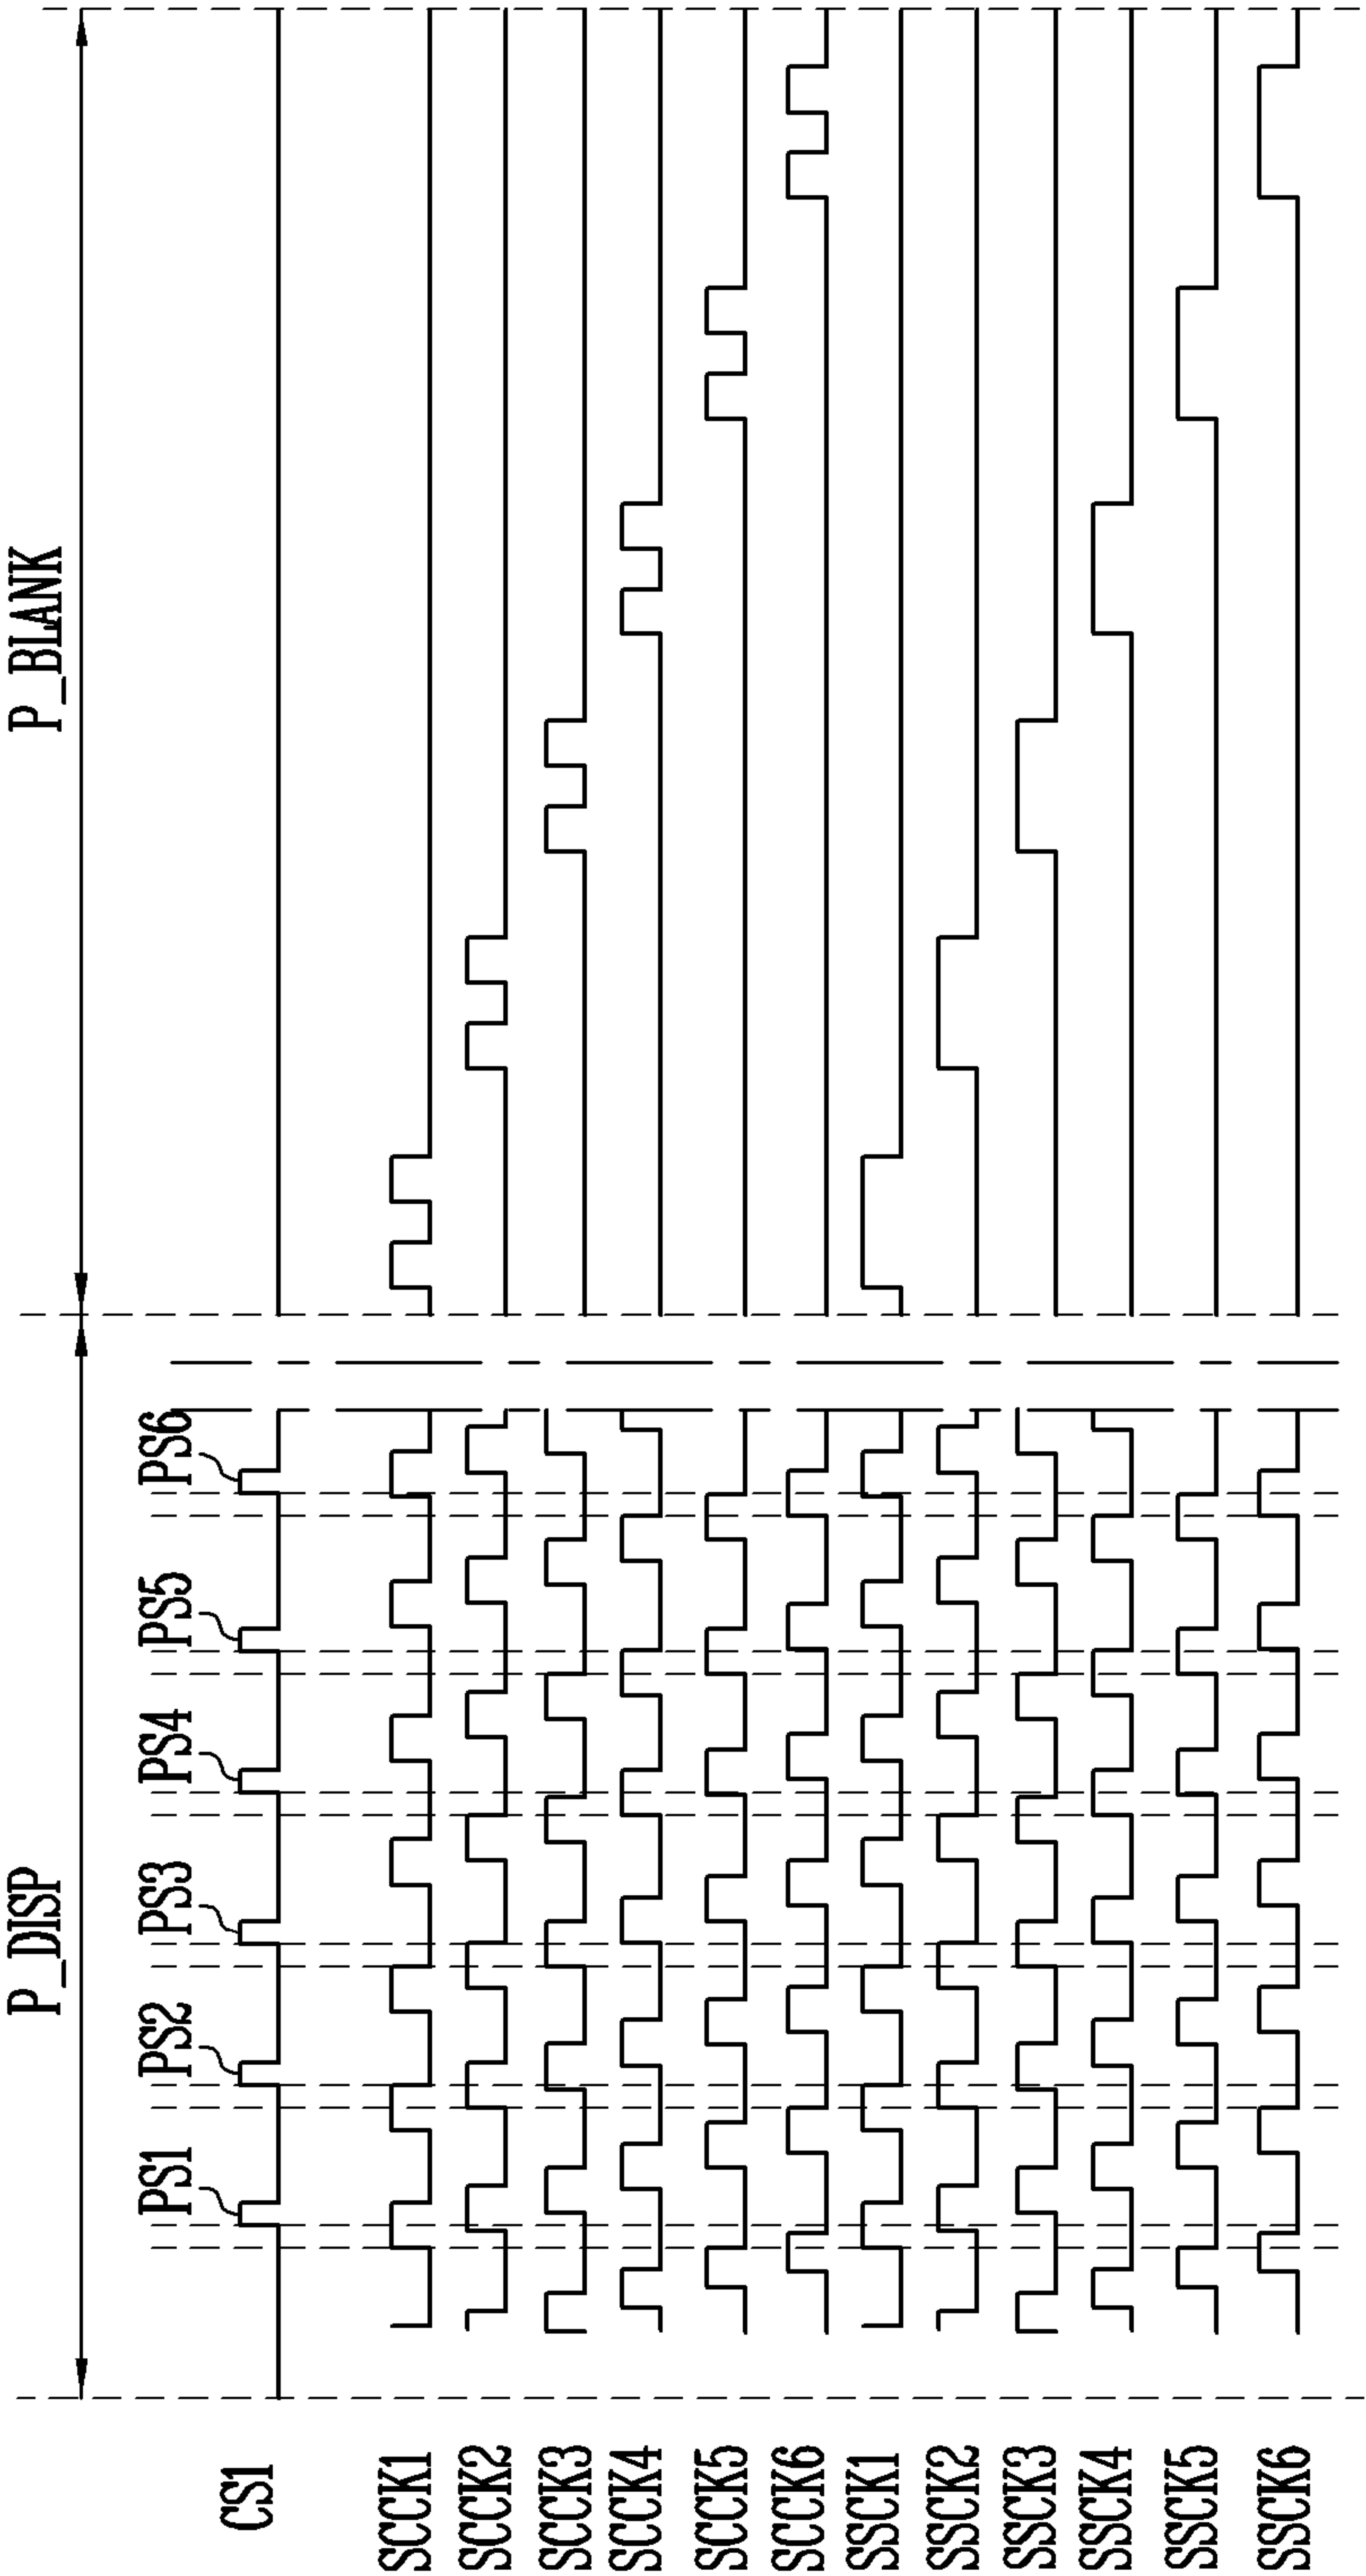 P_DISP
P_BLANK
PS1
PS2
PS3
PS4
PS5
PS6
CS1
SCCK1
SCCK2
SCCK3
SCCK4
SCCK5
SCCK6
SSCK1
SSCK2
SSCK3
SSCK4
SSCK5
SSCK6